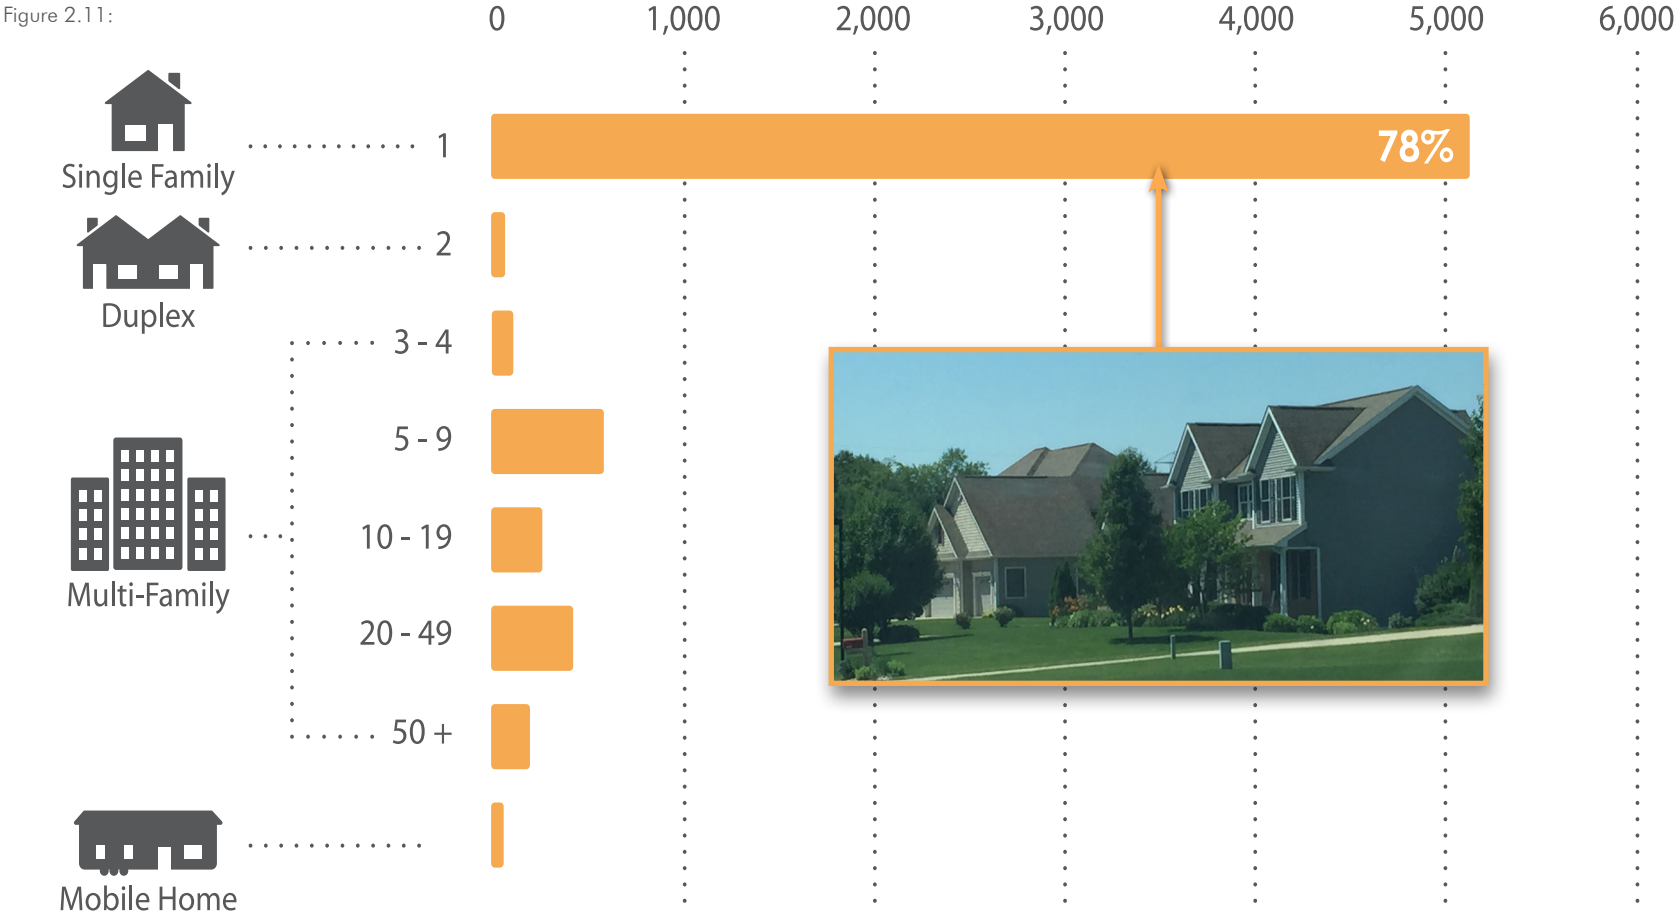 Figure 2.11:
0 1,000 2,000 3,000 4,000 5,000 6,000
1
78%
Single Family
2
Duplex
3 - 4
5 - 9
10 - 19
Multi-Family
20 - 49
50 +
Mobile Home